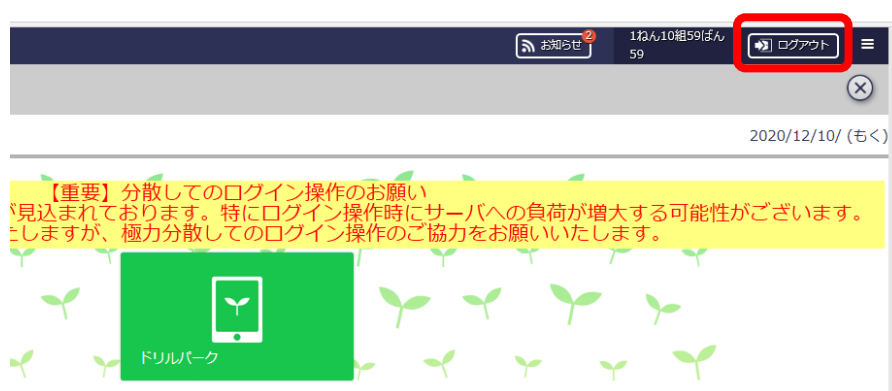 お知らせ
2
1ねん10組59ばん
59
ログアウト
2020/12/10/ (もく)
【重要】分散してのログイン操作のお願い
が見込まれております。特にログイン操作時にサーバへの負荷が増大する可能性がございます。
たしますが、極力分散してのログイン操作のご協力をお願いいたします。
ドリルパーク